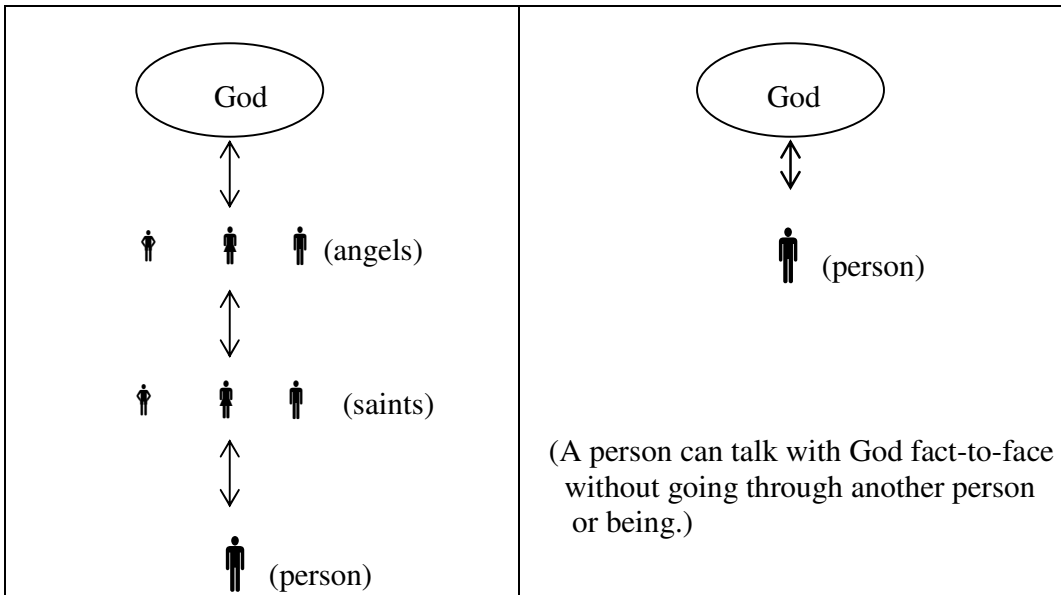 God
(angels)
(saints)
(person)
God
(person)
(A person can talk with God fact-to-face
without going through another person
or being.)